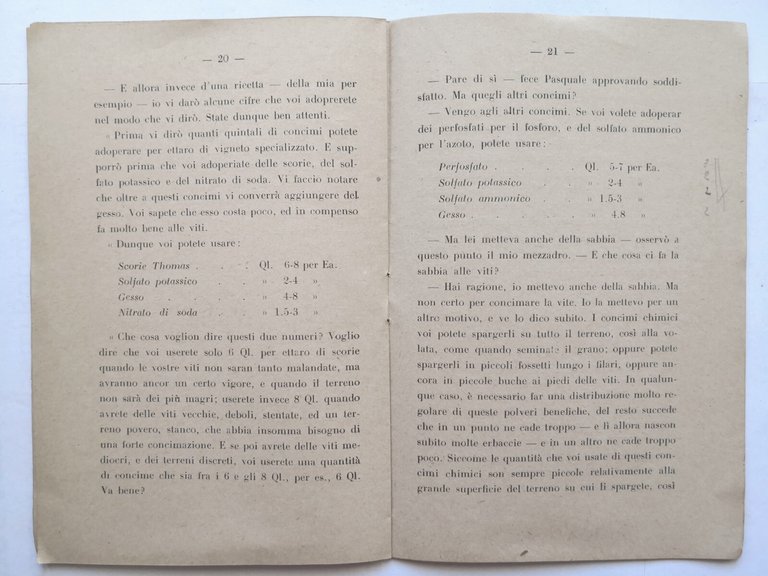 — 20 —
— E allora invece d'una ricetta — della mia per
esempio — io vi darò alcune cifre che voi adoprerete
nel modo che vi dirò. State dunque ben attenti.
» Prima vi dirò quanti quintali di concimi potete
adoperare per ettaro di vigneto specializzato. E sup-
porrò prima che voi adoperiate delle scorie, del sol-
fato potassico e del nitrato di soda. Vi faccio notare
che oltre a questi concimi vi converrà aggiungere del
gesso. Voi sapete che esso costa poco, ed in compenso
fa molto bene alle viti.
» Dunque voi potete usare:
Scorie Thomas . . . Ql. 6-8 per Ea.
Solfato potassico . . » 2-4 »
Gesso . . . . » 4-8 »
Nitrato di soda . . » 1.5-3 »
» Che cosa voglion dire questi due numeri? Voglio
dire che voi userete solo 6 Ql. per ettaro di scorie
quando le vostre viti non saran tanto malandate, ma
avranno ancor un certo vigore, e quando il terreno
non sarà dei più magri; userete invece 8 Ql. quando
avrete delle viti vecchie, deboli, stentate, ed un ter-
reno povero, stanco, che abbia insomma bisogno di
una forte concimazione. E se poi avrete delle viti me-
diocri, e dei terreni discreti, voi userete una quantità
di concime che sia fra i 6 e gli 8 Ql., per es., 6 Ql.
Va bene?
— 21 —
— Pare di sì — fece Pasquale approvando soddi-
sfatto. Ma quegli altri concimi?
— Vengo agli altri concimi. Se voi volete adoperar
dei perfosfati per il fosforo, e del solfato ammonico
per l'azoto, potete usare:
Perfosfato . . . . Ql. 5-7 per Ea.
Solfato potassico . . » 2-4 »
Solfato ammonico . . » 1.5-3 »
Gesso . . . . . » 4.8 »
— Ma lei metteva anche della sabbia — osservò a
questo punto il mio mezzadro. — E che cosa ci fa la
sabbia alle viti?
— Hai ragione, io mettevo anche della sabbia. Ma
non certo per concimare la vite. Io la mettevo per un
altro motivo, e ve lo dico subito. I concimi chimici
voi potete spargerli su tutto il terreno, così alla vo-
lata, come quando seminate il grano; oppure potete
spargerli in piccoli fossetti lungo i filari, oppure an-
cora in piccole buche ai piedi delle viti. In qualun-
que caso, è necessario far una distribuzione molto re-
golare di queste polveri benefiche, del resto succede
che in un punto ne cade troppo — e lì allora nascon
subito molte erbaccie — e in un altro ne cade troppo
poco. Siccome le quantità che voi usate di questi con-
cimi chimici son sempre piccole relativamente alla
grande superficie del terreno su cui li spargete, così